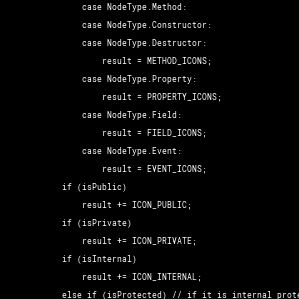 case NodeType.Method:
case NodeType.Constructor:
case NodeType.Destructor:
result = METHOD_ICONS;
case NodeType.Property:
result = PROPERTY_ICONS;
case NodeType.Field:
result = FIELD_ICONS;
case NodeType.Event:
result = EVENT_ICONS;
if (isPublic)
result += ICON_PUBLIC;
if (isPrivate)
result += ICON_PRIVATE;
if (isInternal)
result += ICON_INTERNAL;
else if (isProtected) // if it is internal prote